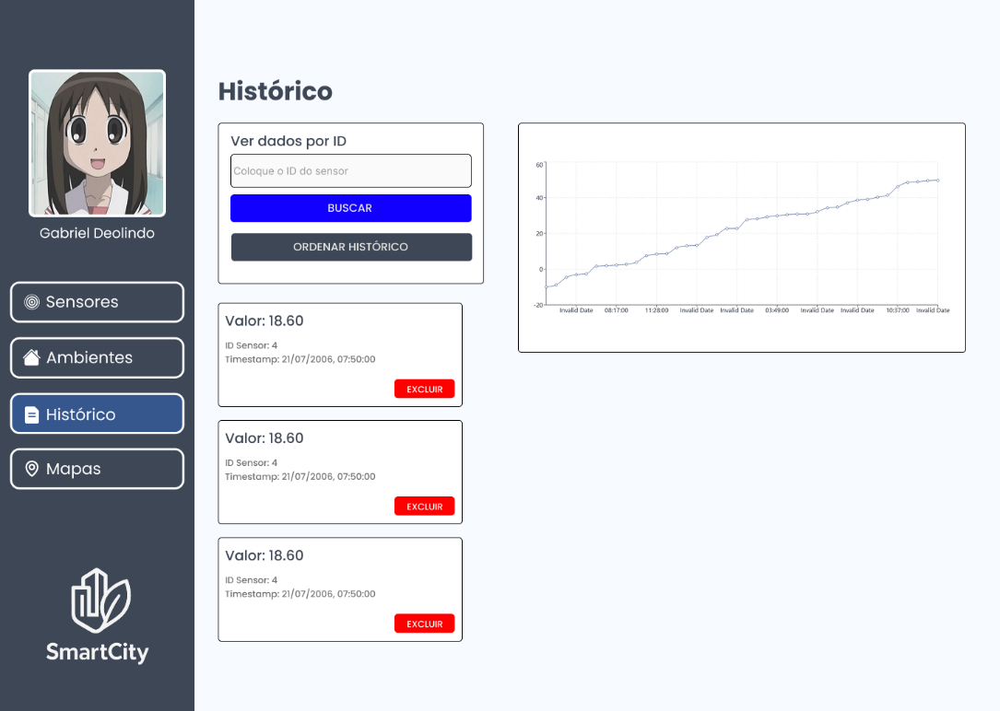 Gabriel Deolindo
Sensores
Ambientes
Histórico
Mapas
SmartCity
Histórico
Ver dados por ID
Coloque o ID do sensor
BUSCAR
ORDENAR HISTÓRICO
Valor: 18.60
ID Sensor: 4
Timestamp: 21/07/2006, 07:50:00
EXCLUIR
Valor: 18.60
ID Sensor: 4
Timestamp: 21/07/2006, 07:50:00
EXCLUIR
Valor: 18.60
ID Sensor: 4
Timestamp: 21/07/2006, 07:50:00
EXCLUIR
60
40
20
0
-20
Invalid Date 08:17:00 11:28:00 Invalid Date Invalid Date 03:49:00 Invalid Date Invalid Date 10:37:00 Invalid Date